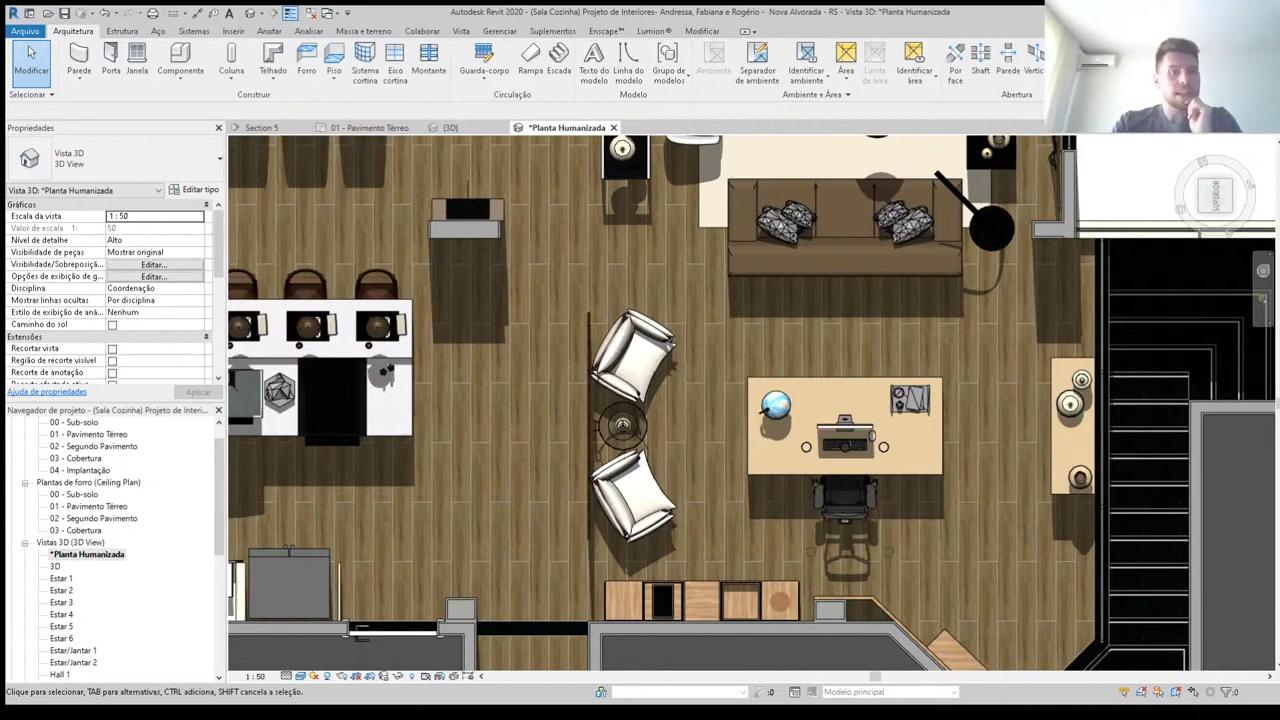 Autodesk Revit 2020 - (Sala Cozinha) Projeto de Interiores- Andressa, Fabiana e Rogério - Nova Alvorada - RS - Vista 3D: *Planta Humanizada
Arquivo Arquitetura Estrutura Aço Sistemas Inserir Anotar Analisar Massa e terreno Colaborar Vista Gerenciar Suplementos Enscape™ Lumion® Modificar
Modificar Parede Porta Janela Componente Coluna Telhado Forro Piso Sistema cortina Eixo cortina Montante Guarda-corpo Rampa Escada Texto do modelo Linha do modelo Grupo de modelos Ambiente Separador de ambiente Identificar ambiente Área Limite de área Identificar área Por face Shaft Parede
Selecionar Construir Circulação Modelo Ambiente e Área Abertura
Propriedades
Section 5 01 - Pavimento Térreo {3D} *Planta Humanizada
Vista 3D
3D View
Vista 3D: *Planta Humanizada Editar tipo
Gráficos
Escala da vista 1 : 50
Valor de escala 1: 50
Nível de detalhe Alto
Visibilidade de peças Mostrar original
Visibilidade/Sobreposiçã... Editar...
Opções de exibição de g... Editar...
Disciplina Coordenação
Mostrar linhas ocultas Por disciplina
Estilo de exibição de aná... Nenhum
Caminho do sol
Extensões
Recortar vista
Região de recorte visível
Recorte de anotação
Ajuda de propriedades Aplicar
Navegador de projeto - (Sala Cozinha) Projeto de Interi...
00 - Sub-solo
01 - Pavimento Térreo
02 - Segundo Pavimento
03 - Cobertura
04 - Implantação
Plantas de forro (Ceiling Plan)
00 - Sub-solo
01 - Pavimento Térreo
02 - Segundo Pavimento
03 - Cobertura
Vistas 3D (3D View)
*Planta Humanizada
3D
Estar 1
Estar 2
Estar 3
Estar 4
Estar 5
Estar 6
Estar/Jantar 1
Estar/Jantar 2
Hall 1
SUPERIOR
1 : 50
Clique para selecionar, TAB para alternativas, CTRL adiciona, SHIFT cancela a seleção. :0 Modelo principal :0